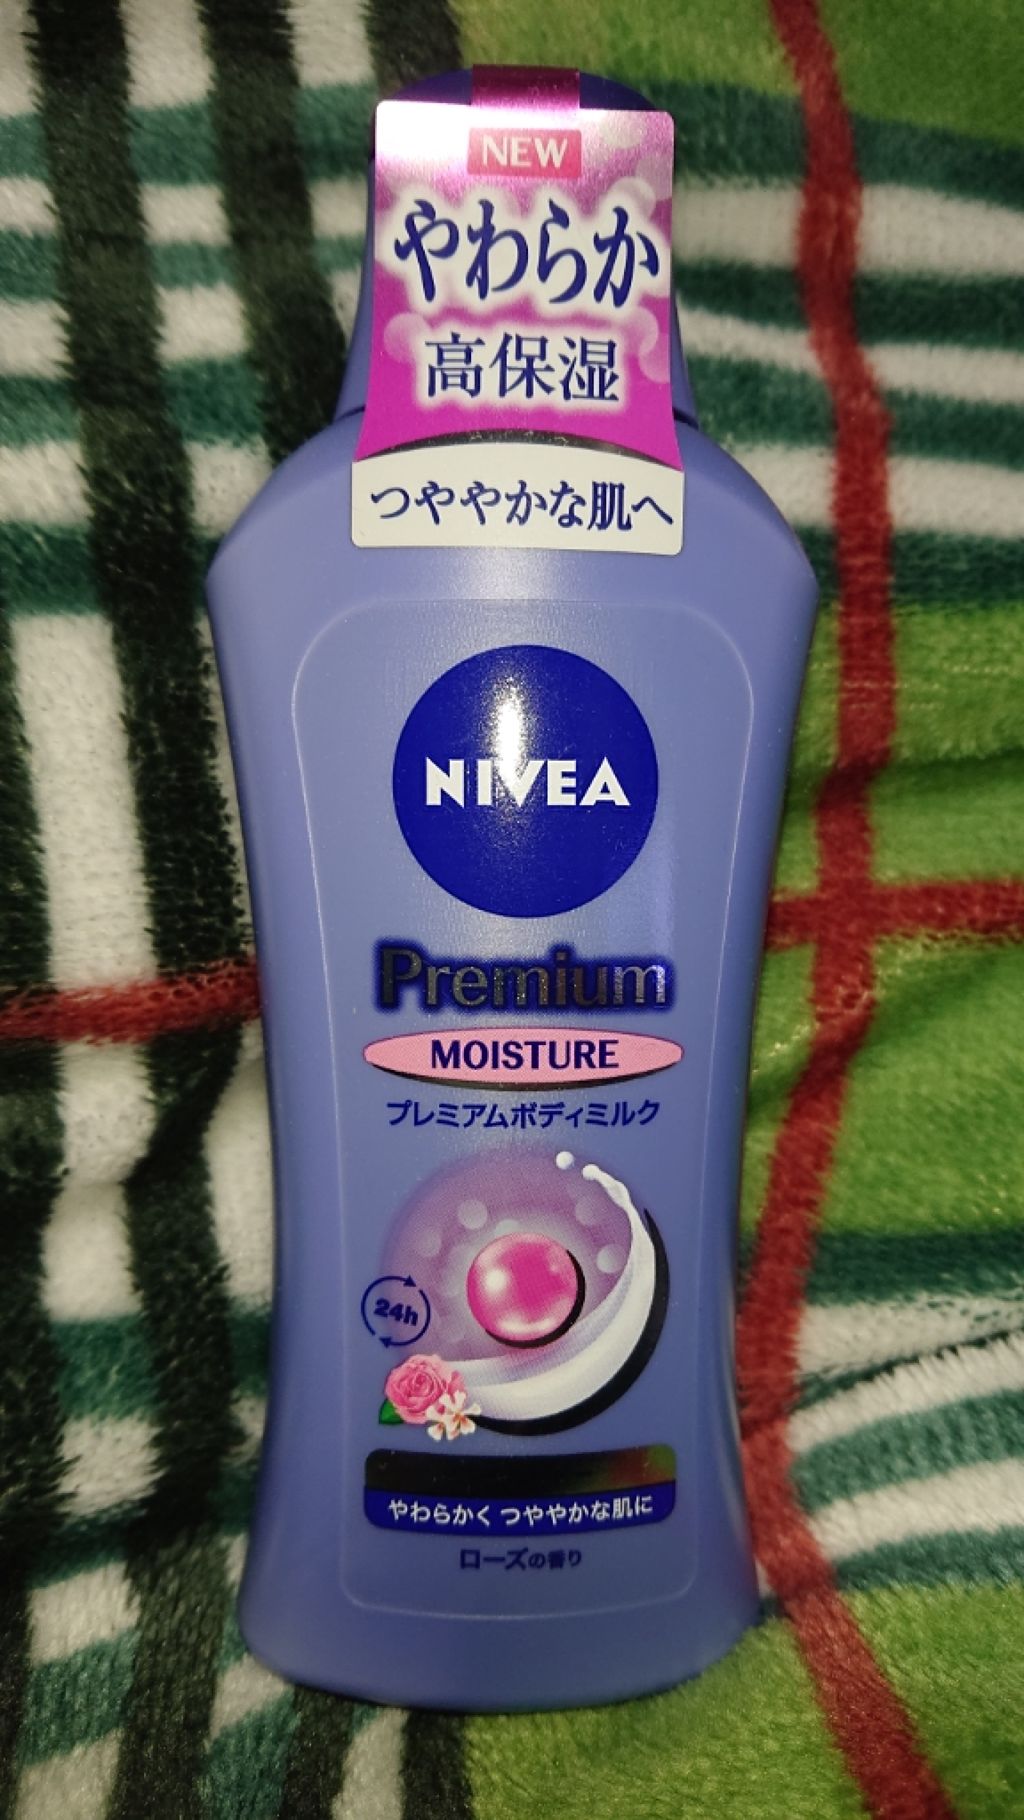 NEW
やわらか
高保湿
つややかな肌へ
NIVEA
Premium
MOISTURE
プレミアムボディミルク
24h
やわらかく つややかな肌に
ローズの香り